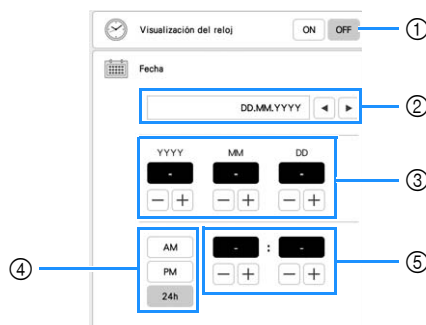 Visualización del reloj ON OFF ①
Fecha
DD.MM.YYYY ◄ ► ②
YYYY MM DD
- - - ③
− + − + − +
④ AM - : - ⑤
PM − + − +
24h